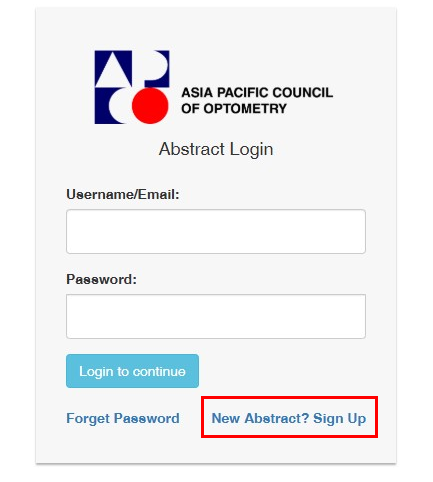 ASIA PACIFIC COUNCIL
OF OPTOMETRY
Abstract Login
Username/Email:
Password:
Login to continue
Forget Password New Abstract? Sign Up